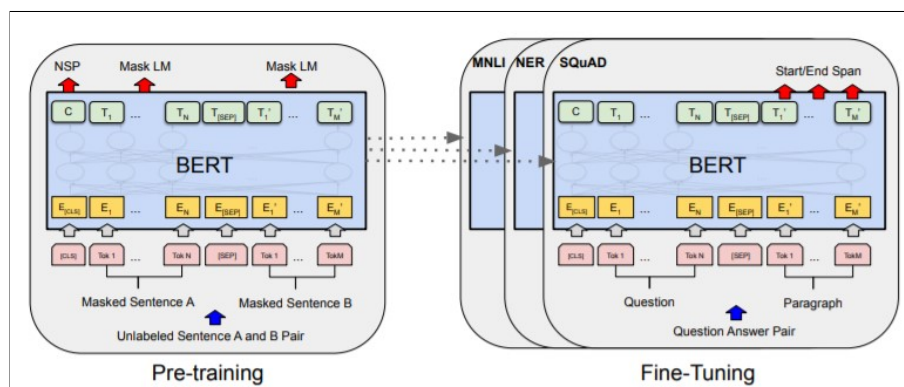 NSP Mask LM Mask LM
C T1 ... TN T[SEP] T1' ... TM'
BERT
E[CLS] E1 ... EN E[SEP] E1' ... EM'
[CLS] Tok 1 ... Tok N [SEP] Tok 1 ... TokM
Masked Sentence A Masked Sentence B
Unlabeled Sentence A and B Pair
Pre-training
MNLI NER SQuAD
Start/End Span
C T1 ... TN T[SEP] T1' ... TM'
BERT
E[CLS] E1 ... EN E[SEP] E1' ... EM'
[CLS] Tok 1 ... Tok N [SEP] Tok 1 ... TokM
Question Paragraph
Question Answer Pair
Fine-Tuning